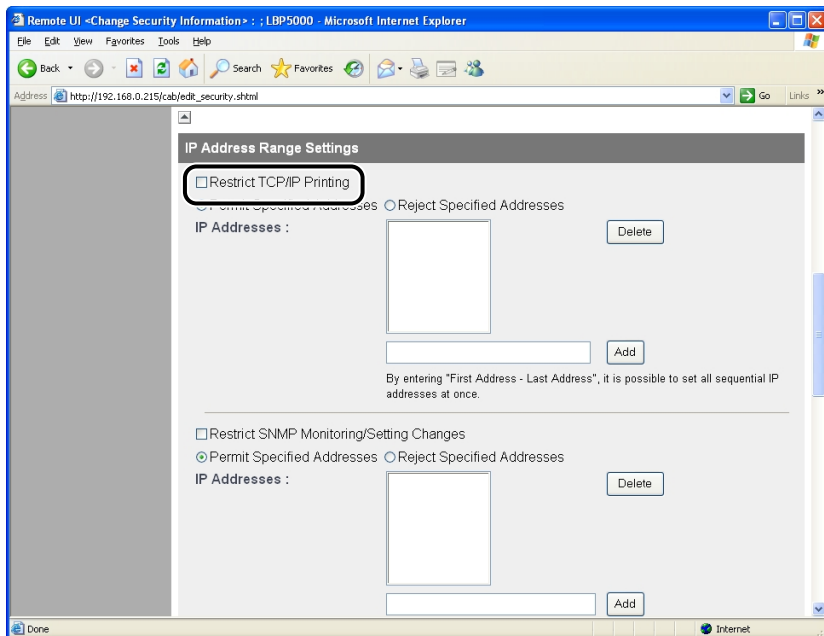 Remote UI <Change Security Information> : ; LBP5000 - Microsoft Internet Explorer
File Edit View Favorites Tools Help
Back Search Favorites
Address http://192.168.0.215/cab/edit_security.shtml Go Links »
IP Address Range Settings
Restrict TCP/IP Printing
Permit Specified Addresses Reject Specified Addresses
IP Addresses :
Delete
Add
By entering "First Address - Last Address", it is possible to set all sequential IP
addresses at once.
Restrict SNMP Monitoring/Setting Changes
Permit Specified Addresses Reject Specified Addresses
IP Addresses :
Delete
Add
Done Internet